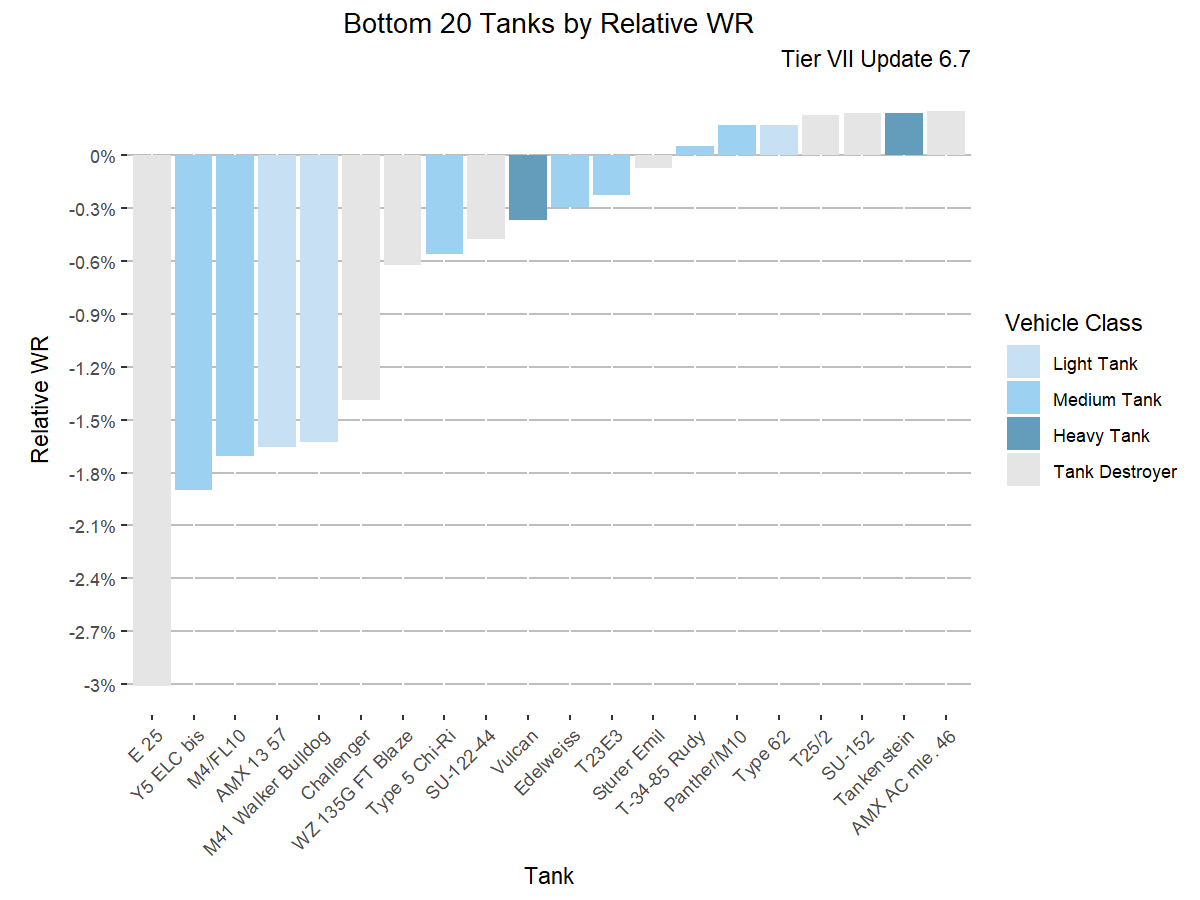 Bottom 20 Tanks by Relative WR
Tier VII Update 6.7
Relative WR
0%
-0.3%
-0.6%
-0.9%
-1.2%
-1.5%
-1.8%
-2.1%
-2.4%
-2.7%
-3%
E 25
Y5 ELC bis
M4/FL10
AMX 13 57
M41 Walker Bulldog
Challenger
WZ 135G FT Blaze
Type 5 Chi-Ri
SU-122-44
Vulcan
Edelweiss
T23E3
Sturer Emil
T-34-85 Rudy
Panther/M10
Type 62
T25/2
SU-152
Tankenstein
AMX AC mle. 46
Tank
Vehicle Class
Light Tank
Medium Tank
Heavy Tank
Tank Destroyer